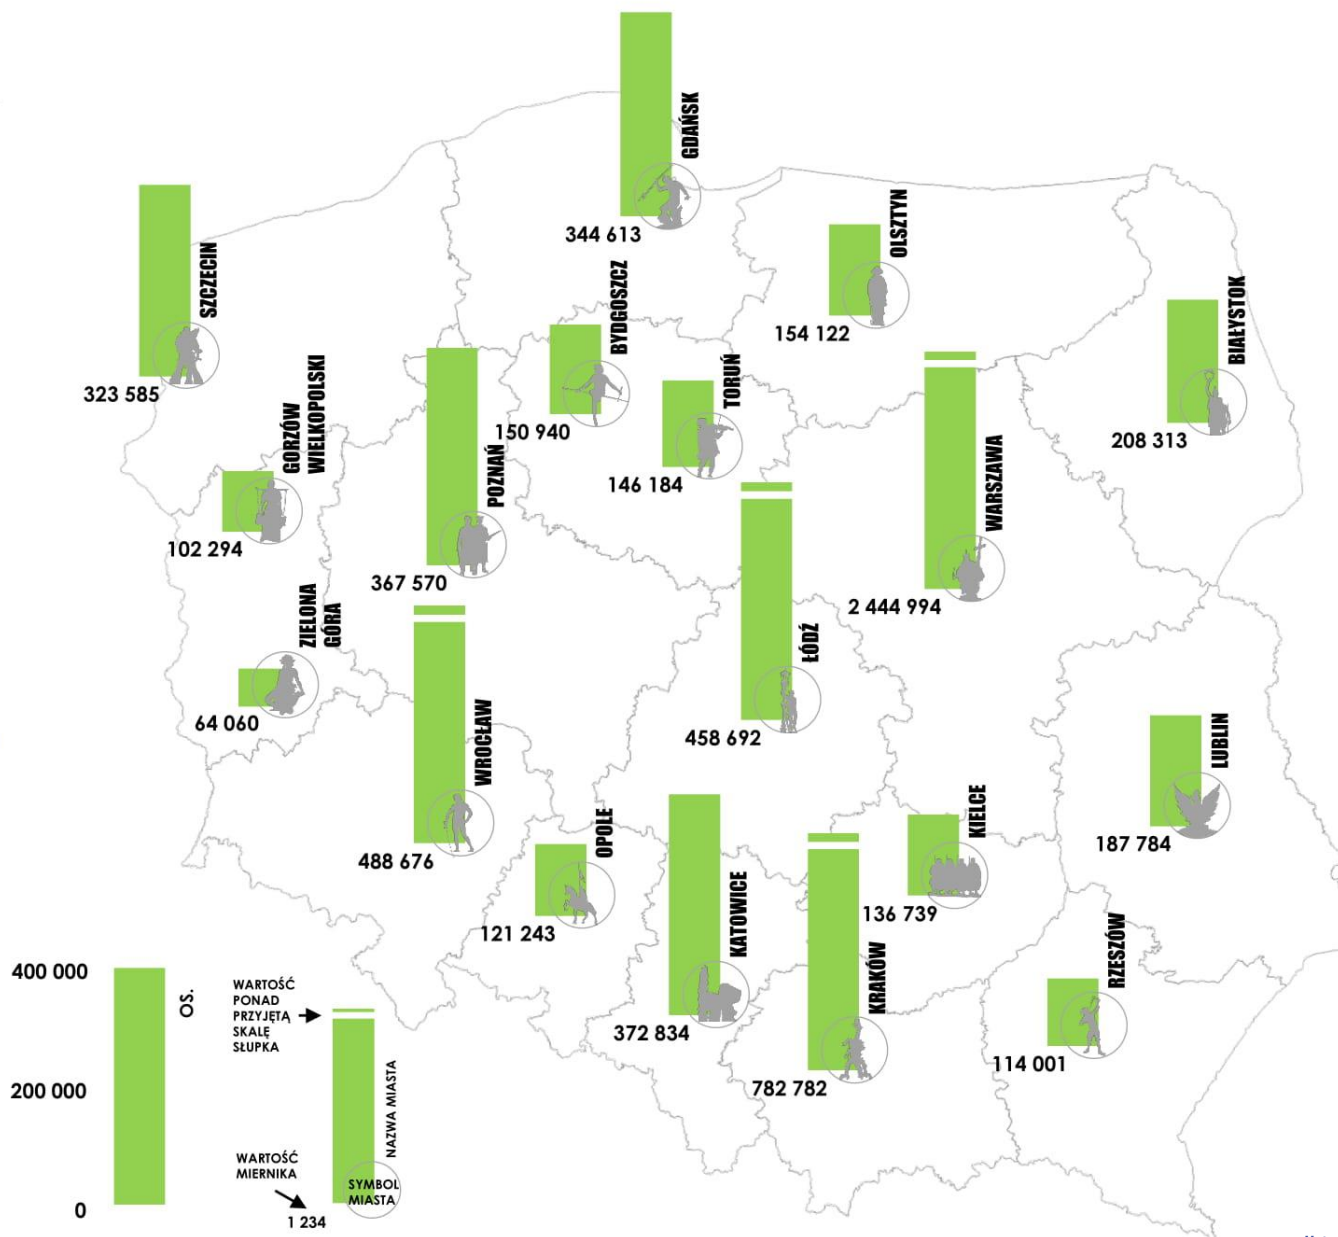 GDAŃSK
344 613
SZCZECIN
323 585
OLSZTYN
154 122
BIAŁYSTOK
208 313
BYDGOSZCZ
150 940
TORUŃ
146 184
GORZÓW
WIELKOPOLSKI
102 294
POZNAŃ
367 570
WARSZAWA
2 444 994
ZIELONA
GÓRA
64 060
ŁÓDŹ
458 692
WROCŁAW
488 676
LUBLIN
187 784
OPOLE
121 243
KATOWICE
372 834
KIELCE
136 739
KRAKÓW
782 782
RZESZÓW
114 001
400 000
200 000
0
OS.
WARTOŚĆ
PONAD
PRZYJĘTĄ
SKALĘ
SŁUPKA
NAZWA MIASTA
WARTOŚĆ
MIERNIKA
1 234
SYMBOL
MIASTA